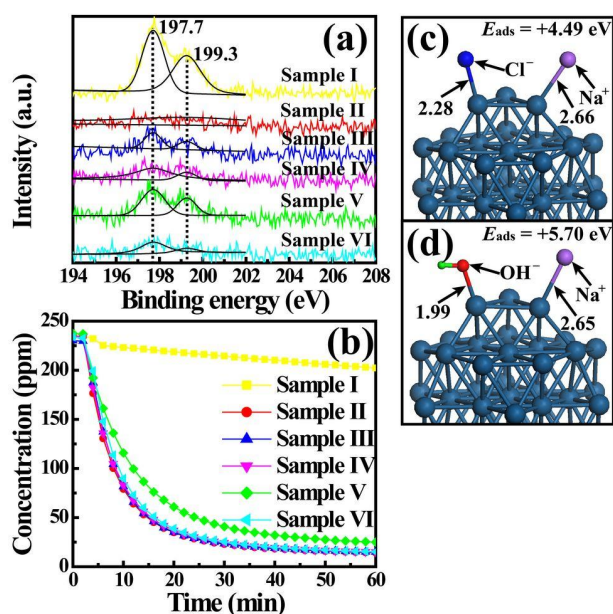 (a)
197.7
199.3
Sample I
Sample II
Sample III
Sample IV
Sample V
Sample VI
Intensity (a.u.)
194 196 198 200 202 204 206 208
Binding energy (eV)
(b)
250
200
150
100
50
0
Concentration (ppm)
Sample I
Sample II
Sample III
Sample IV
Sample V
Sample VI
0 10 20 30 40 50 60
Time (min)
(c)
Eads = +4.49 eV
Cl⁻
Na⁺
2.28
2.66
(d)
Eads = +5.70 eV
OH⁻
Na⁺
1.99
2.65